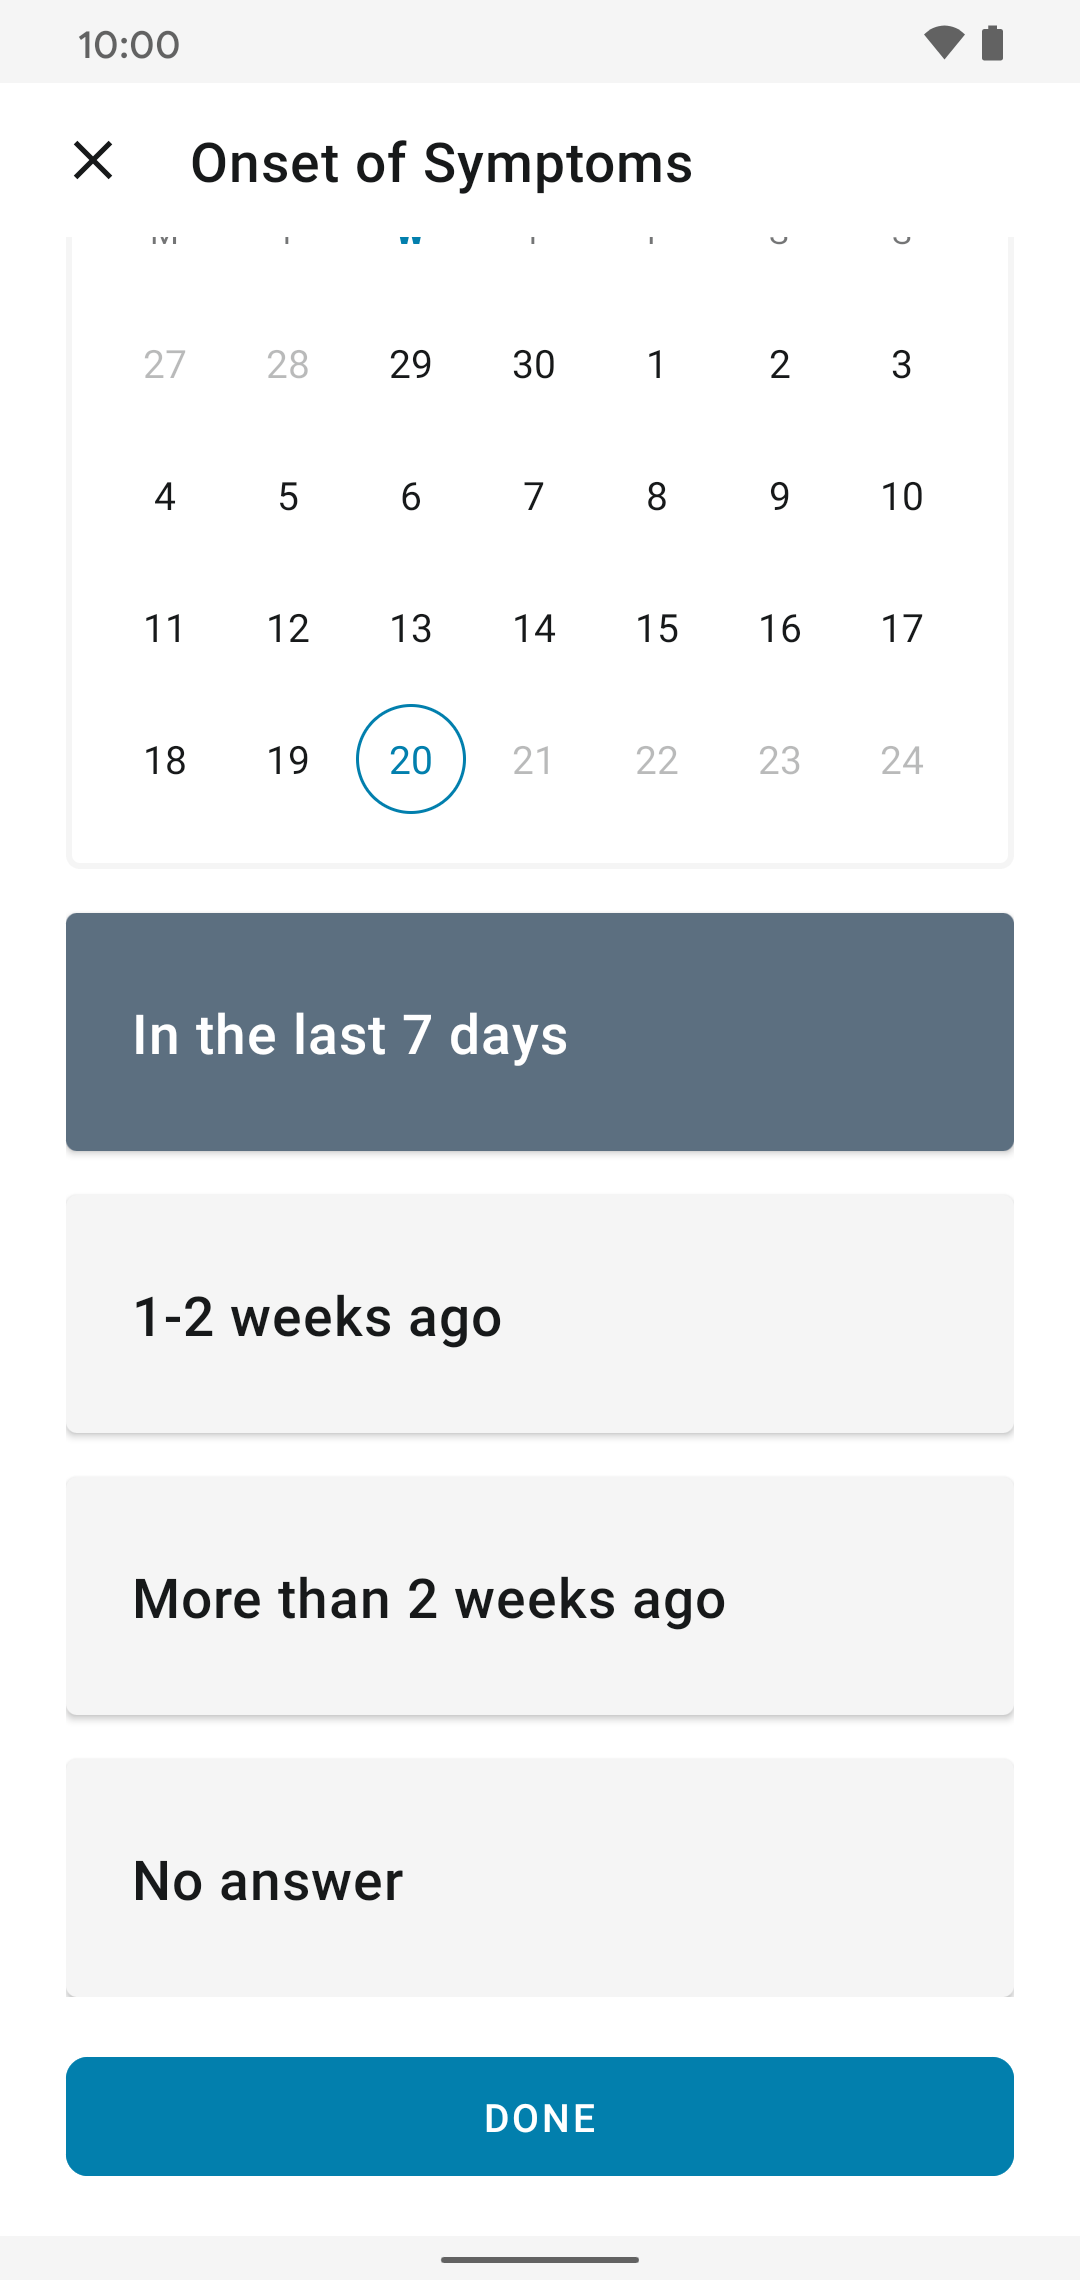 10:00
Onset of Symptoms
M T W T F S S
27 28 29 30 1 2 3
4 5 6 7 8 9 10
11 12 13 14 15 16 17
18 19 20 21 22 23 24
In the last 7 days
1-2 weeks ago
More than 2 weeks ago
No answer
DONE